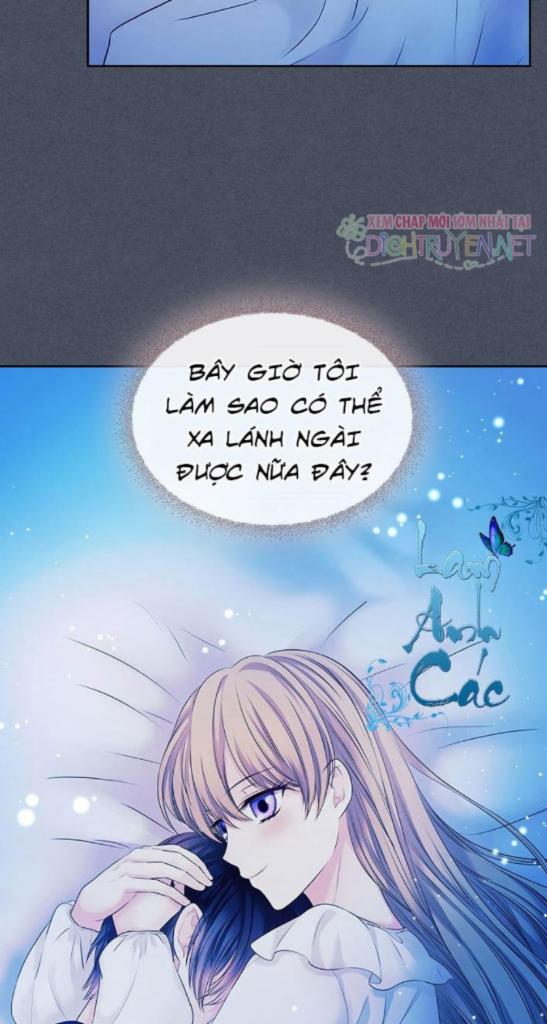 XEM CHAP MỚI SỚM NHẤT TẠI
DICHTRUYEN.NET
BÂY GIỜ TÔI
LÀM SAO CÓ THỂ
XA LÁNH NGÀI
ĐƯỢC NỮA ĐÂY?
Lam
Ánh
Các